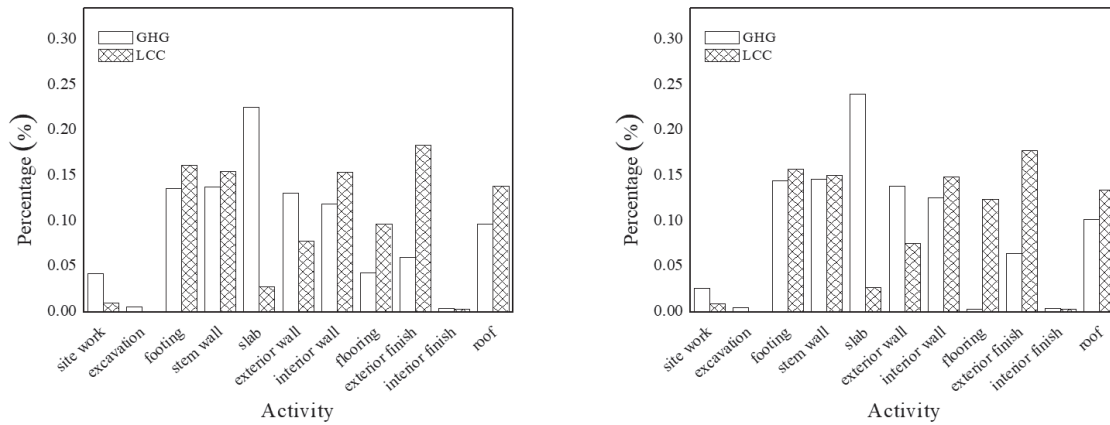 0.30
0.25
0.20
0.15
0.10
0.05
0.00
Percentage (%)
GHG
LCC
site work
excavation
footing
stem wall
slab
exterior wall
interior wall
flooring
exterior finish
interior finish
roof
Activity
0.30
0.25
0.20
0.15
0.10
0.05
0.00
Percentage (%)
GHG
LCC
site work
excavation
footing
stem wall
slab
exterior wall
interior wall
flooring
exterior finish
interior finish
roof
Activity